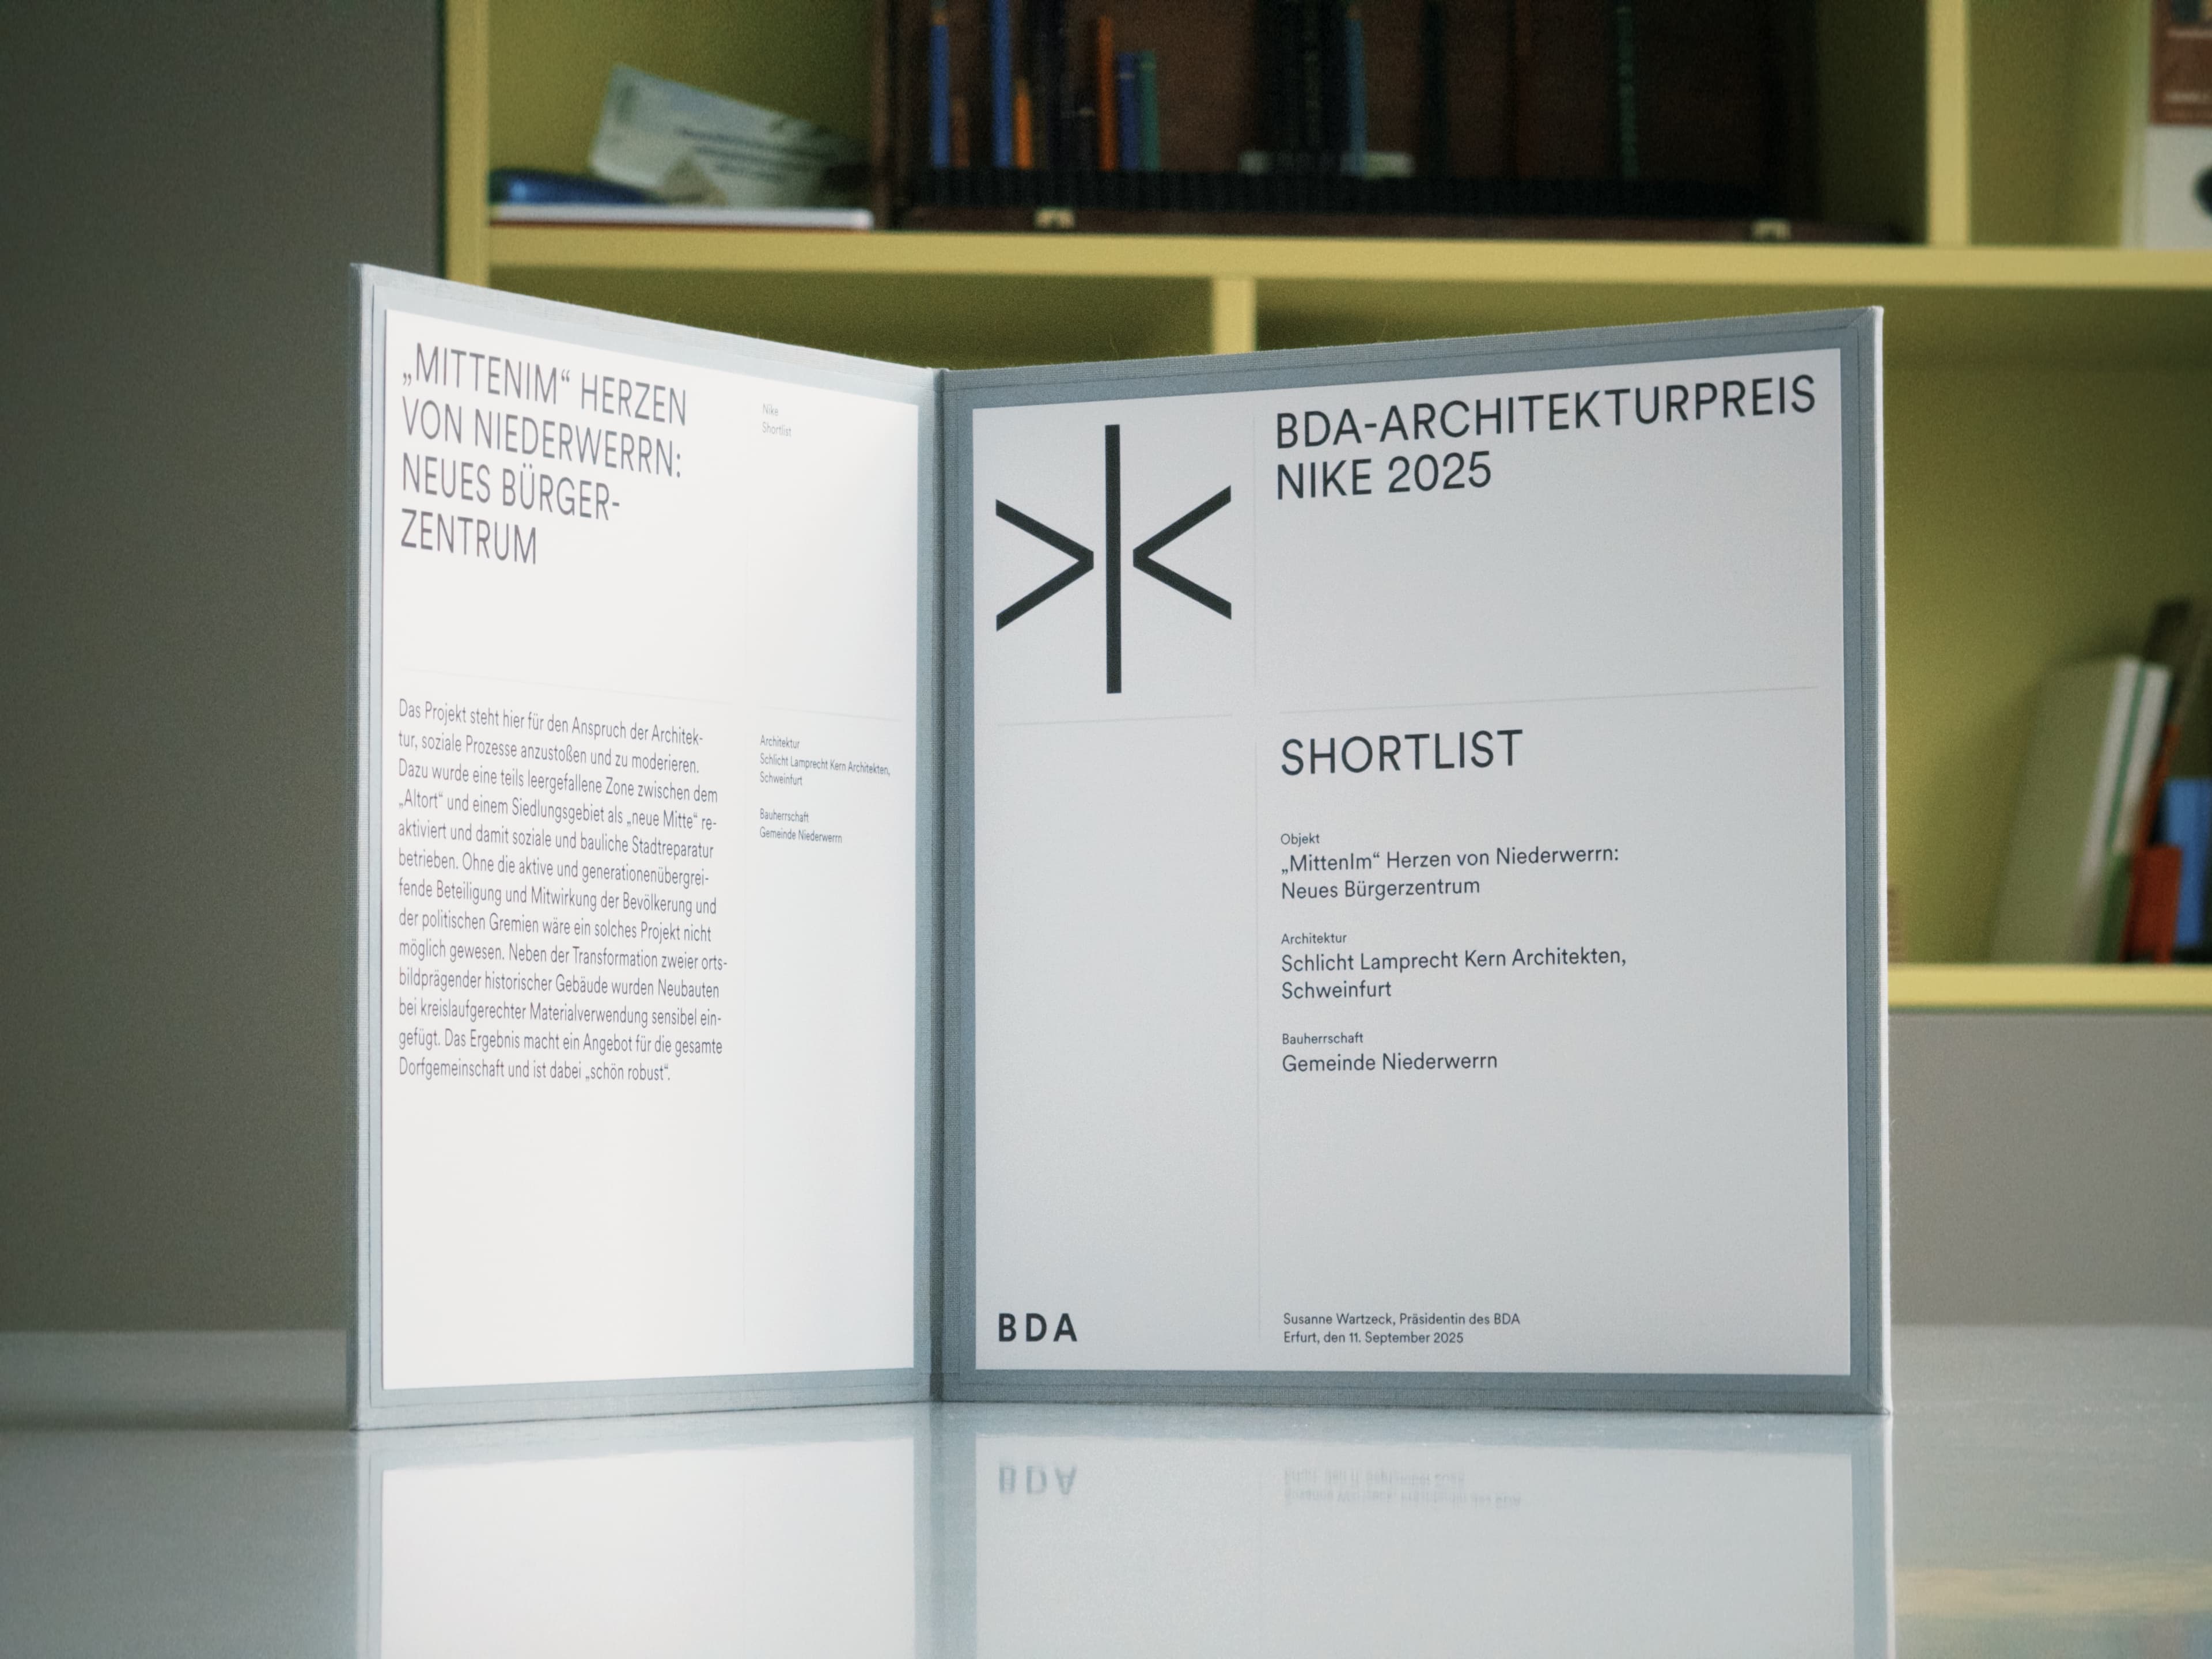 „MITTENIM“ HERZEN
VON NIEDERWERRN:
NEUES BÜRGER-
ZENTRUM
Nike
Shortlist
Das Projekt steht hier für den Anspruch der Architek-
tur, soziale Prozesse anzustoßen und zu moderieren.
Dazu wurde eine teils leergefallene Zone zwischen dem
„Altort“ und einem Siedlungsgebiet als „neue Mitte“ re-
aktiviert und damit soziale und bauliche Stadtreparatur
betrieben. Ohne die aktive und generationenübergrei-
fende Beteiligung und Mitwirkung der Bevölkerung und
der politischen Gremien wäre ein solches Projekt nicht
möglich gewesen. Neben der Transformation zweier orts-
bildprägender historischer Gebäude wurden Neubauten
bei kreislaufgerechter Materialverwendung sensibel ein-
gefügt. Das Ergebnis macht ein Angebot für die gesamte
Dorfgemeinschaft und ist dabei „schön robust“.
Architektur
Schlicht Lamprecht Kern Architekten,
Schweinfurt
Bauherrschaft
Gemeinde Niederwerrn
BDA-ARCHITEKTURPREIS
NIKE 2025
SHORTLIST
Objekt
„MittenIm“ Herzen von Niederwerrn:
Neues Bürgerzentrum
Architektur
Schlicht Lamprecht Kern Architekten,
Schweinfurt
Bauherrschaft
Gemeinde Niederwerrn
BDA
Susanne Wartzeck, Präsidentin des BDA
Erfurt, den 11. September 2025